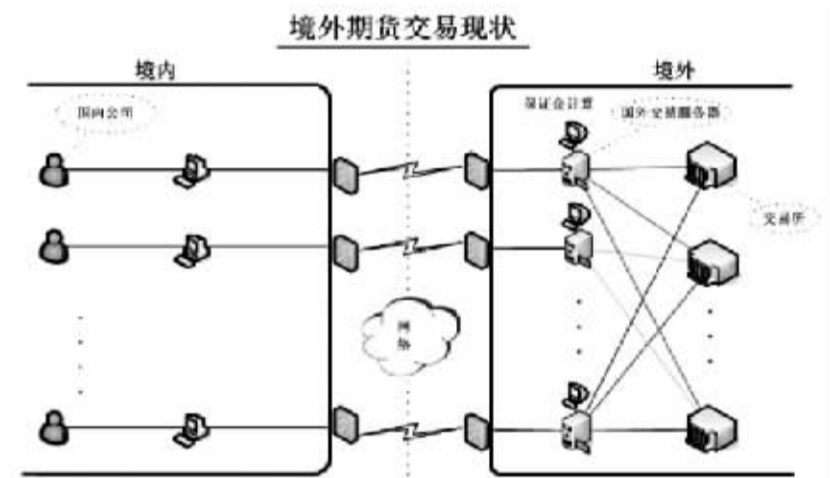 境外期货交易现状
境内
境外
国内公司
保证金计算
国外交易服务器
交易所
网
络